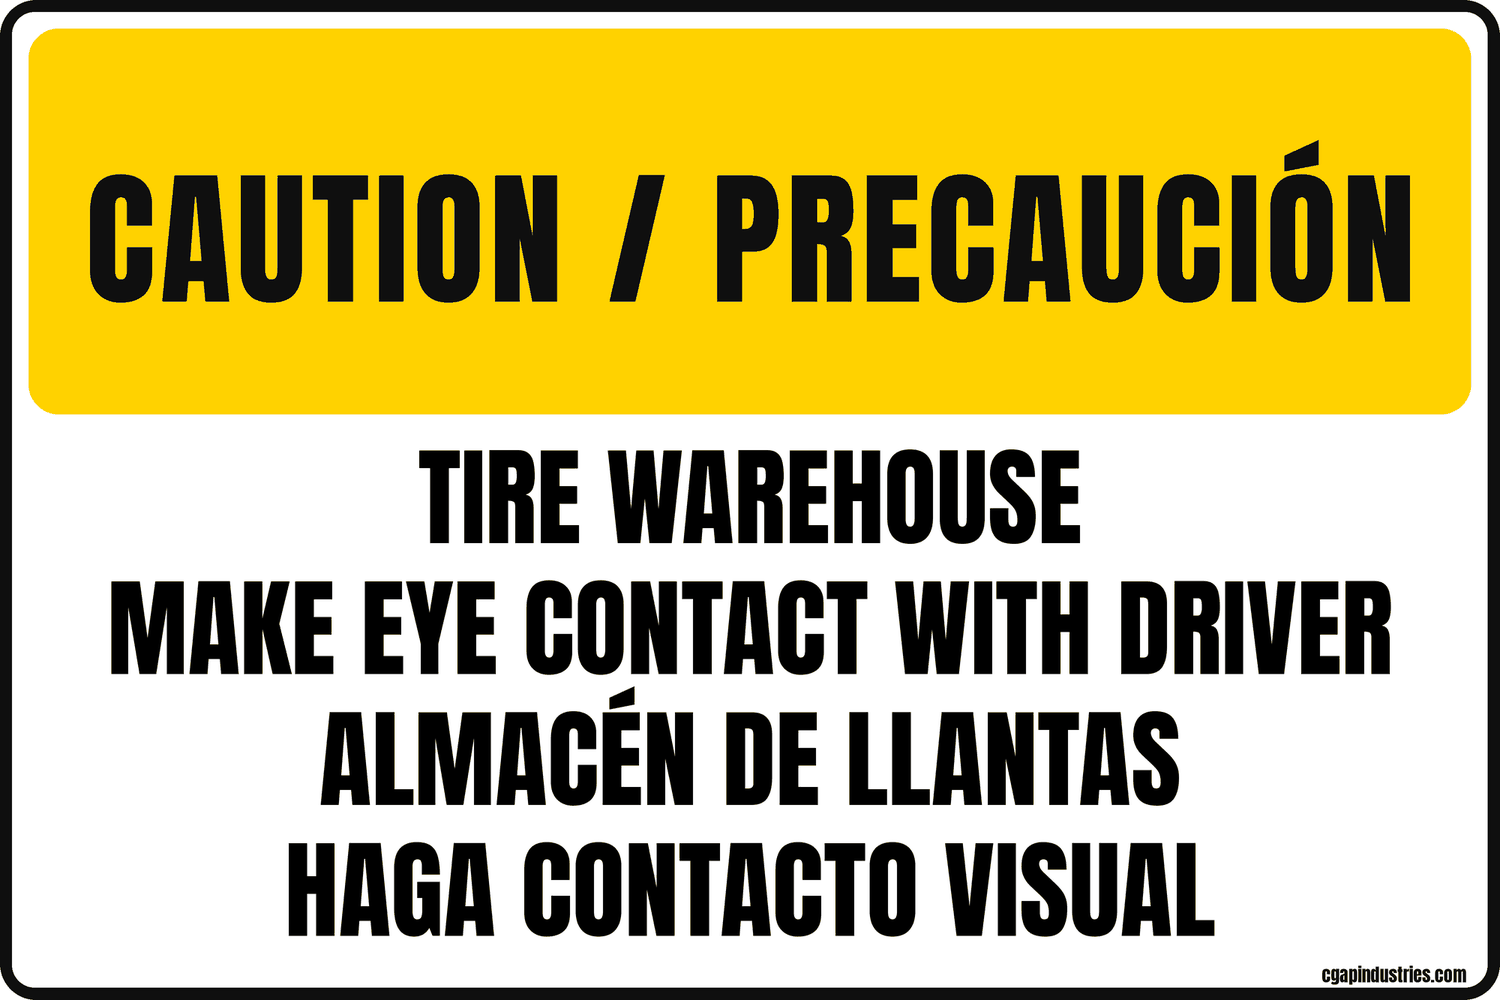 CAUTION / PRECAUCIÓN
TIRE WAREHOUSE
MAKE EYE CONTACT WITH DRIVER
ALMACÉN DE LLANTAS
HAGA CONTACTO VISUAL
cgapindustries.com